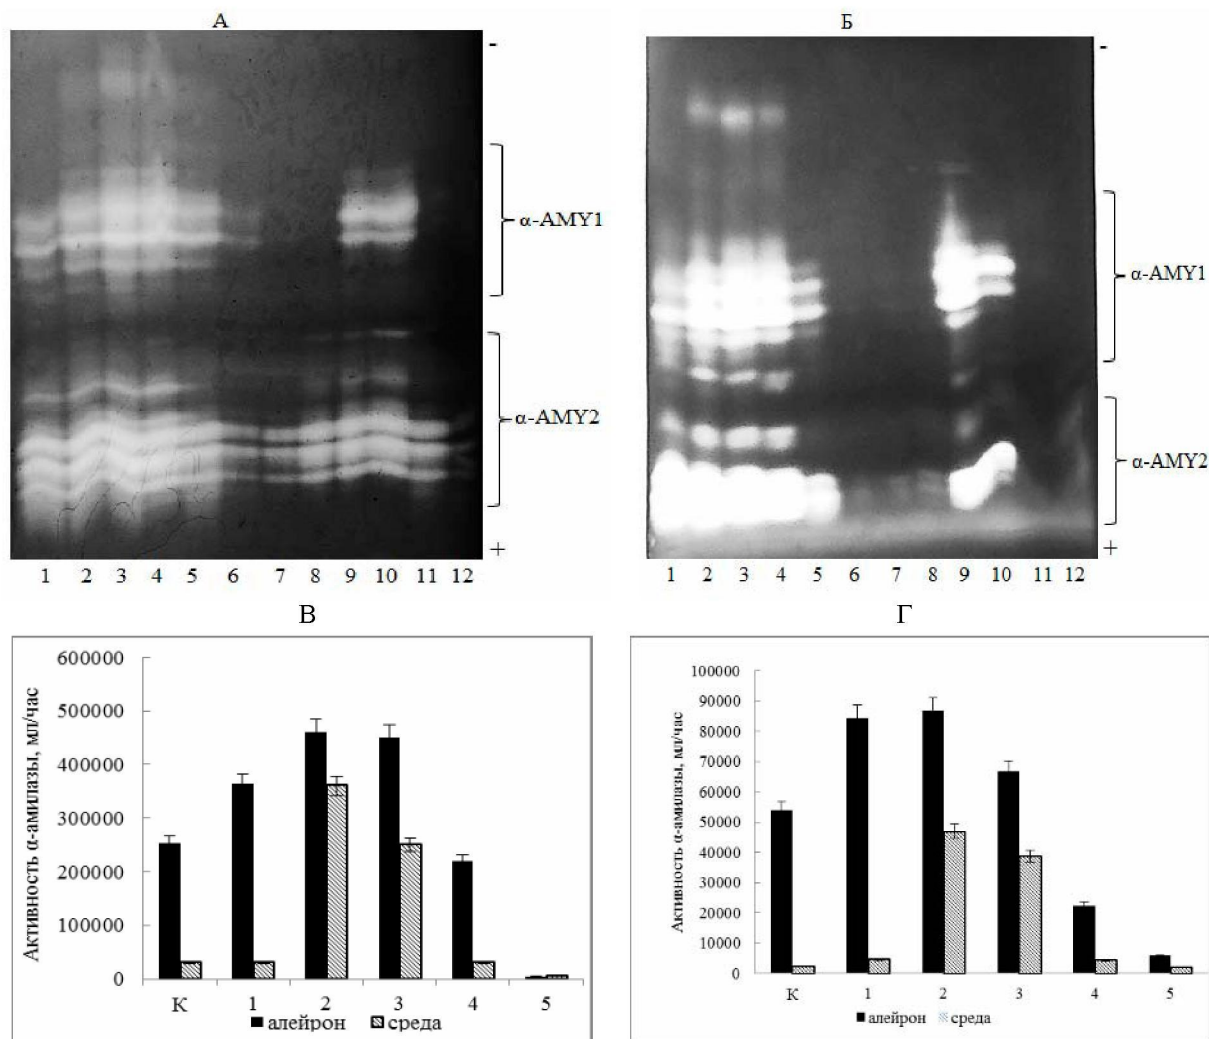 А
-
α-AMY1
α-AMY2
+
1 2 3 4 5 6 7 8 9 10 11 12
Б
-
α-AMY1
α-AMY2
+
1 2 3 4 5 6 7 8 9 10 11 12
В
Активность α-амилазы, мл/час
600000
500000
400000
300000
200000
100000
0
К 1 2 3 4 5
алейрон среда
Г
Активность α-амилазы, мл/час
100000
90000
80000
70000
60000
50000
40000
30000
20000
10000
0
К 1 2 3 4 5
алейрон среда